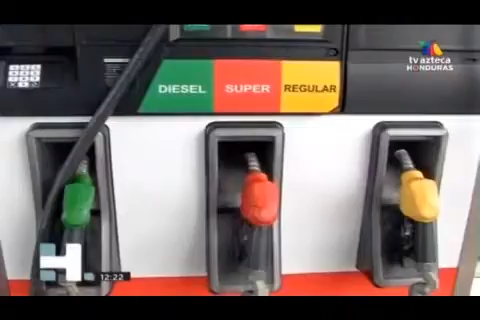 tv azteca
HONDURAS
DIESEL
SUPER
REGULAR
H
12:22